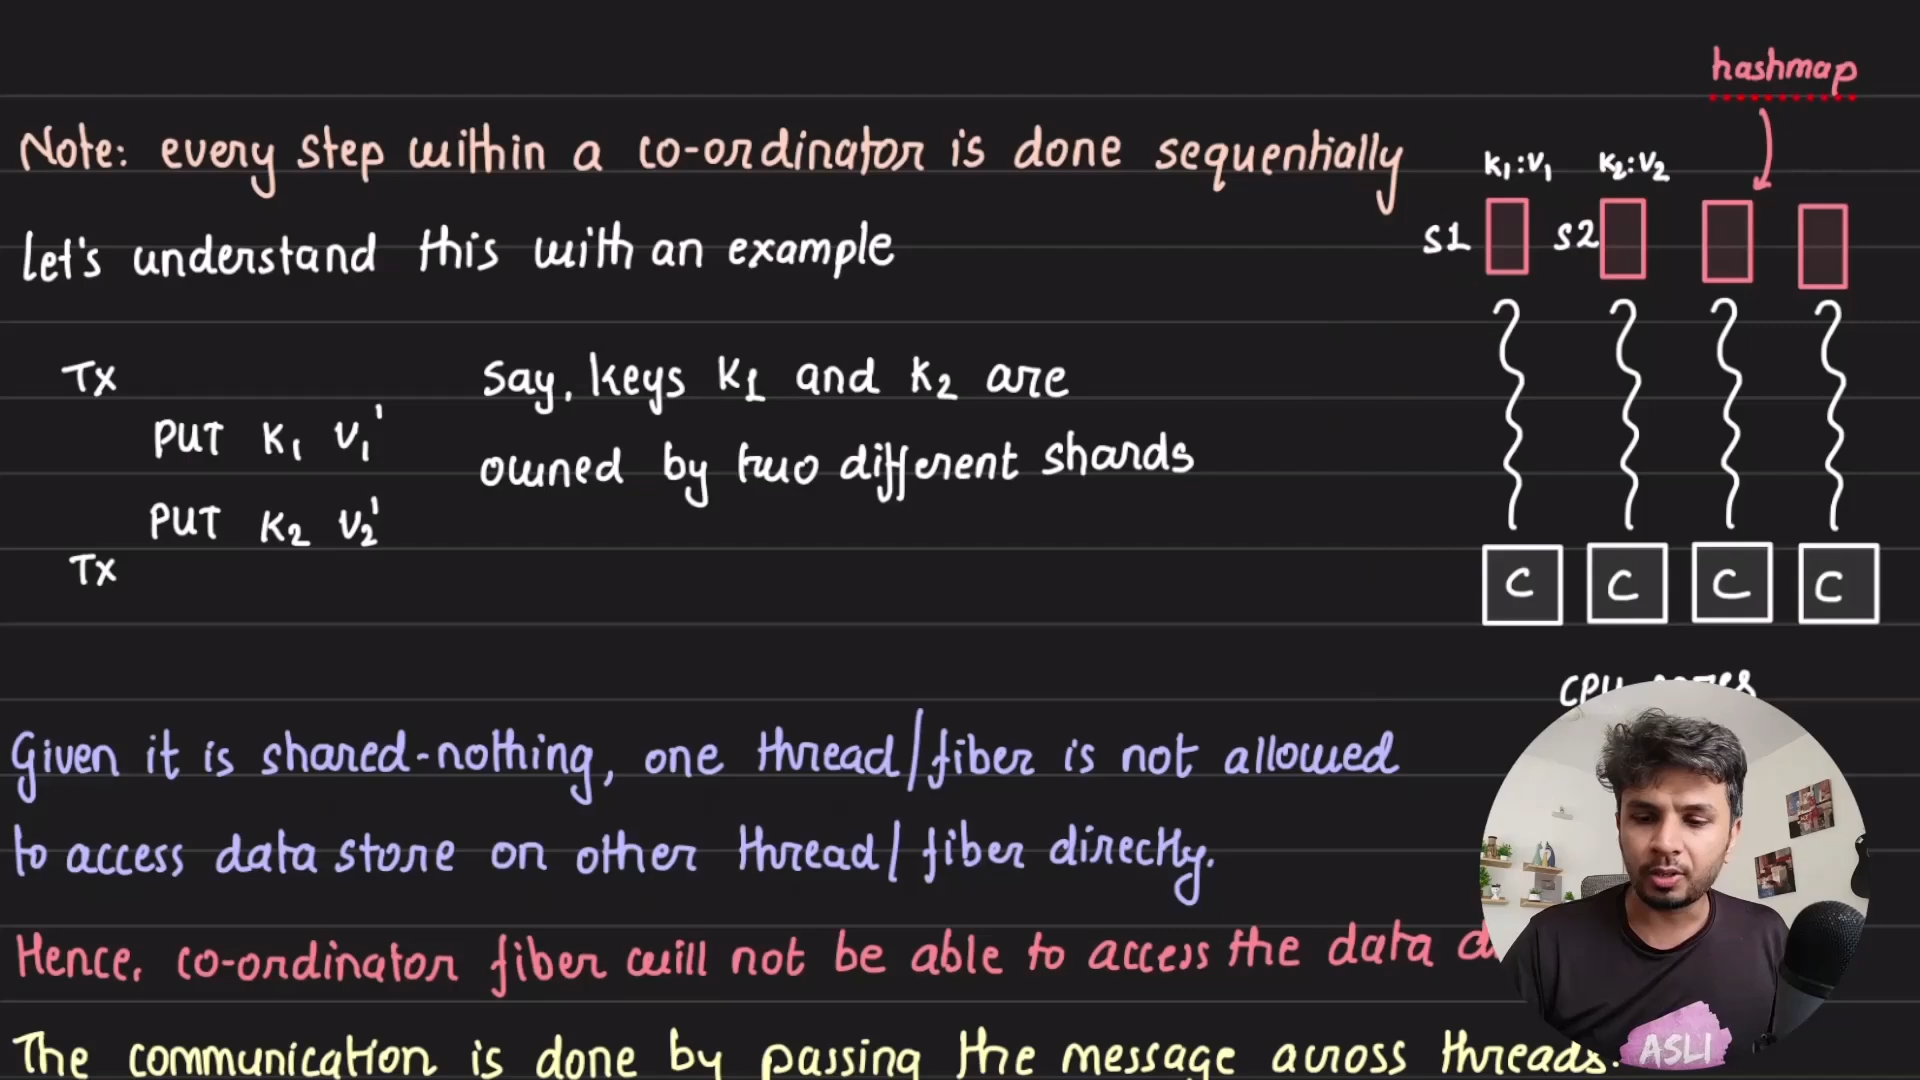 hashmap
Note: every step within a co-ordinator is done sequentially
k1:v1 k2:v2
Let's understand this with an example
S1 S2
Tx
Say, keys K1 and K2 are
PUT K1 V1'
owned by two different shards
PUT K2 V2'
Tx
C C C C
CPU
Given it is shared-nothing, one thread/fiber is not allowed
to access data store on other thread/fiber directly.
Hence, co-ordinator fiber will not be able to access the data
The communication is done by passing the message across threads.
ASLI